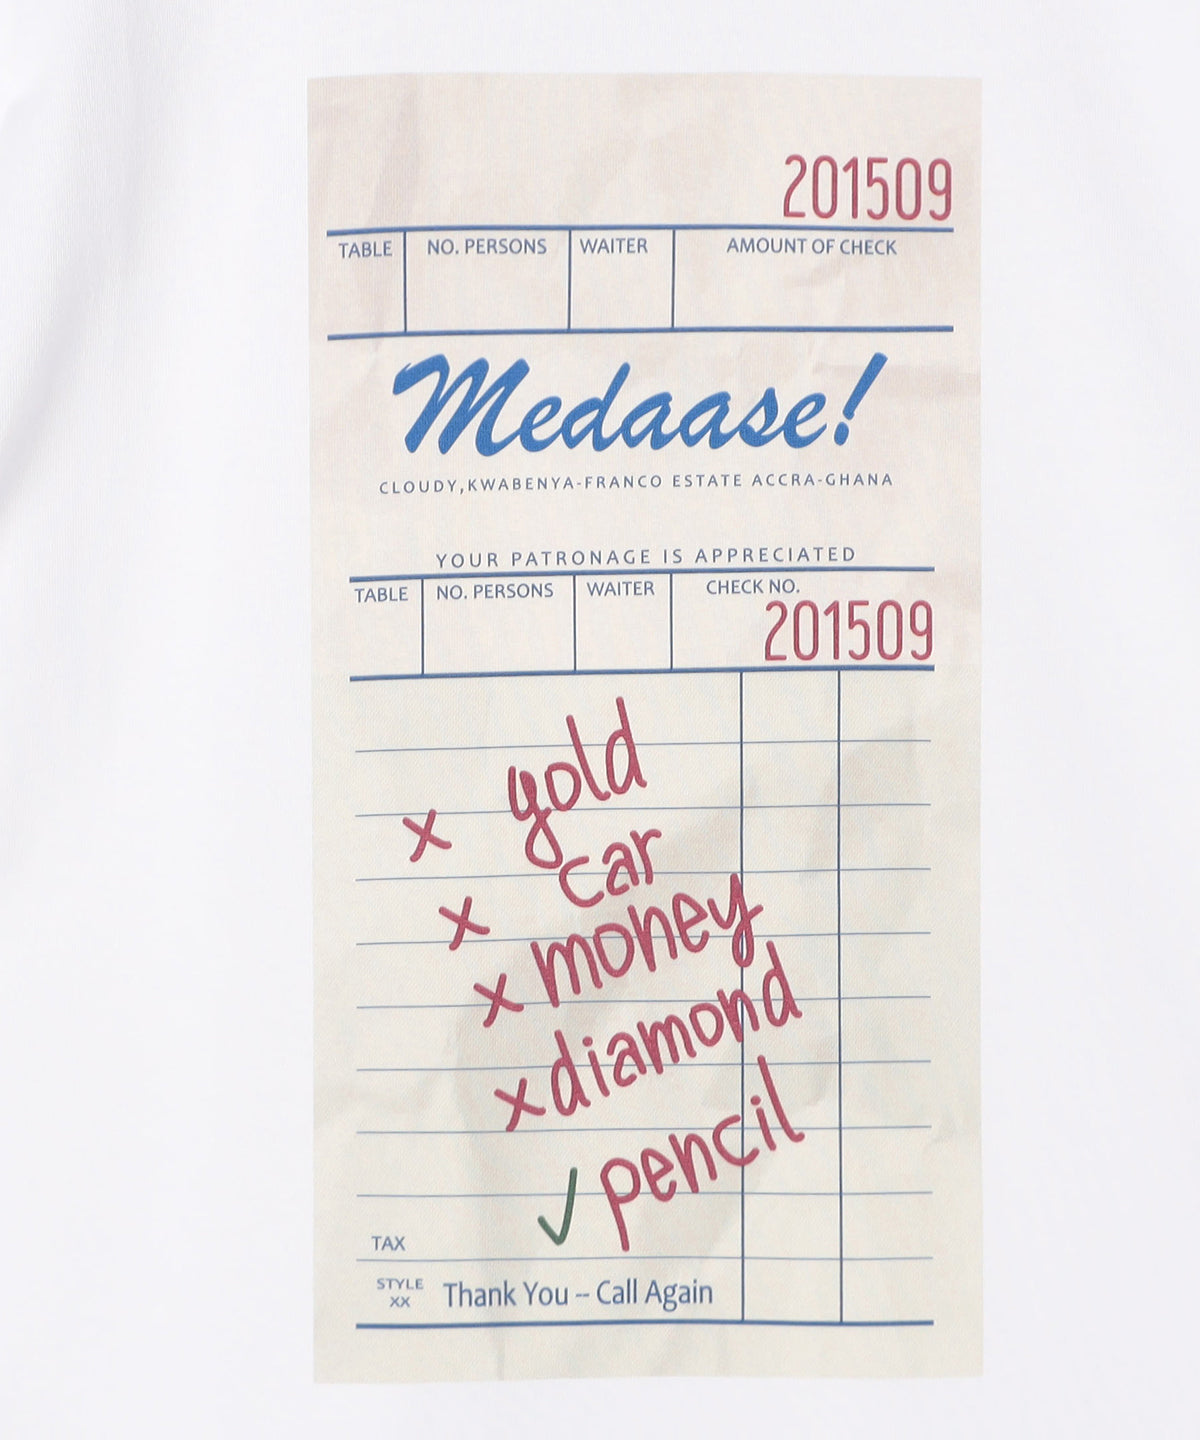 201509
TABLE NO. PERSONS WAITER AMOUNT OF CHECK
Medaase!
CLOUDY,KWABENYA-FRANCO ESTATE ACCRA-GHANA
YOUR PATRONAGE IS APPRECIATED
TABLE NO. PERSONS WAITER CHECK NO.
201509
x gold
x car
x money
x diamond
✓ pencil
TAX
STYLE XX Thank You -- Call Again